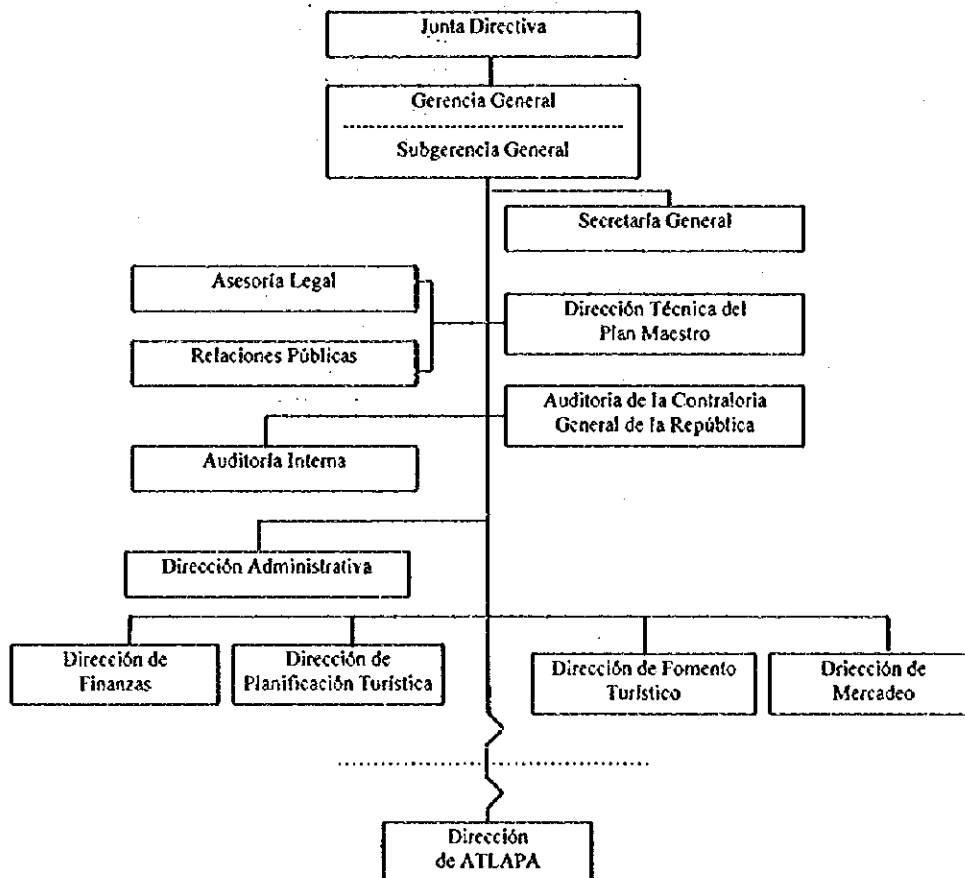 Junta Directiva
Gerencia General
Subgerencia General
Secretaría General
Asesoría Legal
Dirección Técnica del
Plan Maestro
Relaciones Públicas
Auditoría de la Contraloría
General de la República
Auditoría Interna
Dirección Administrativa
Dirección de
Finanzas
Dirección de
Planificación Turística
Dirección de Fomento
Turístico
Driección de
Mercadeo
Dirección
de ATLAPA